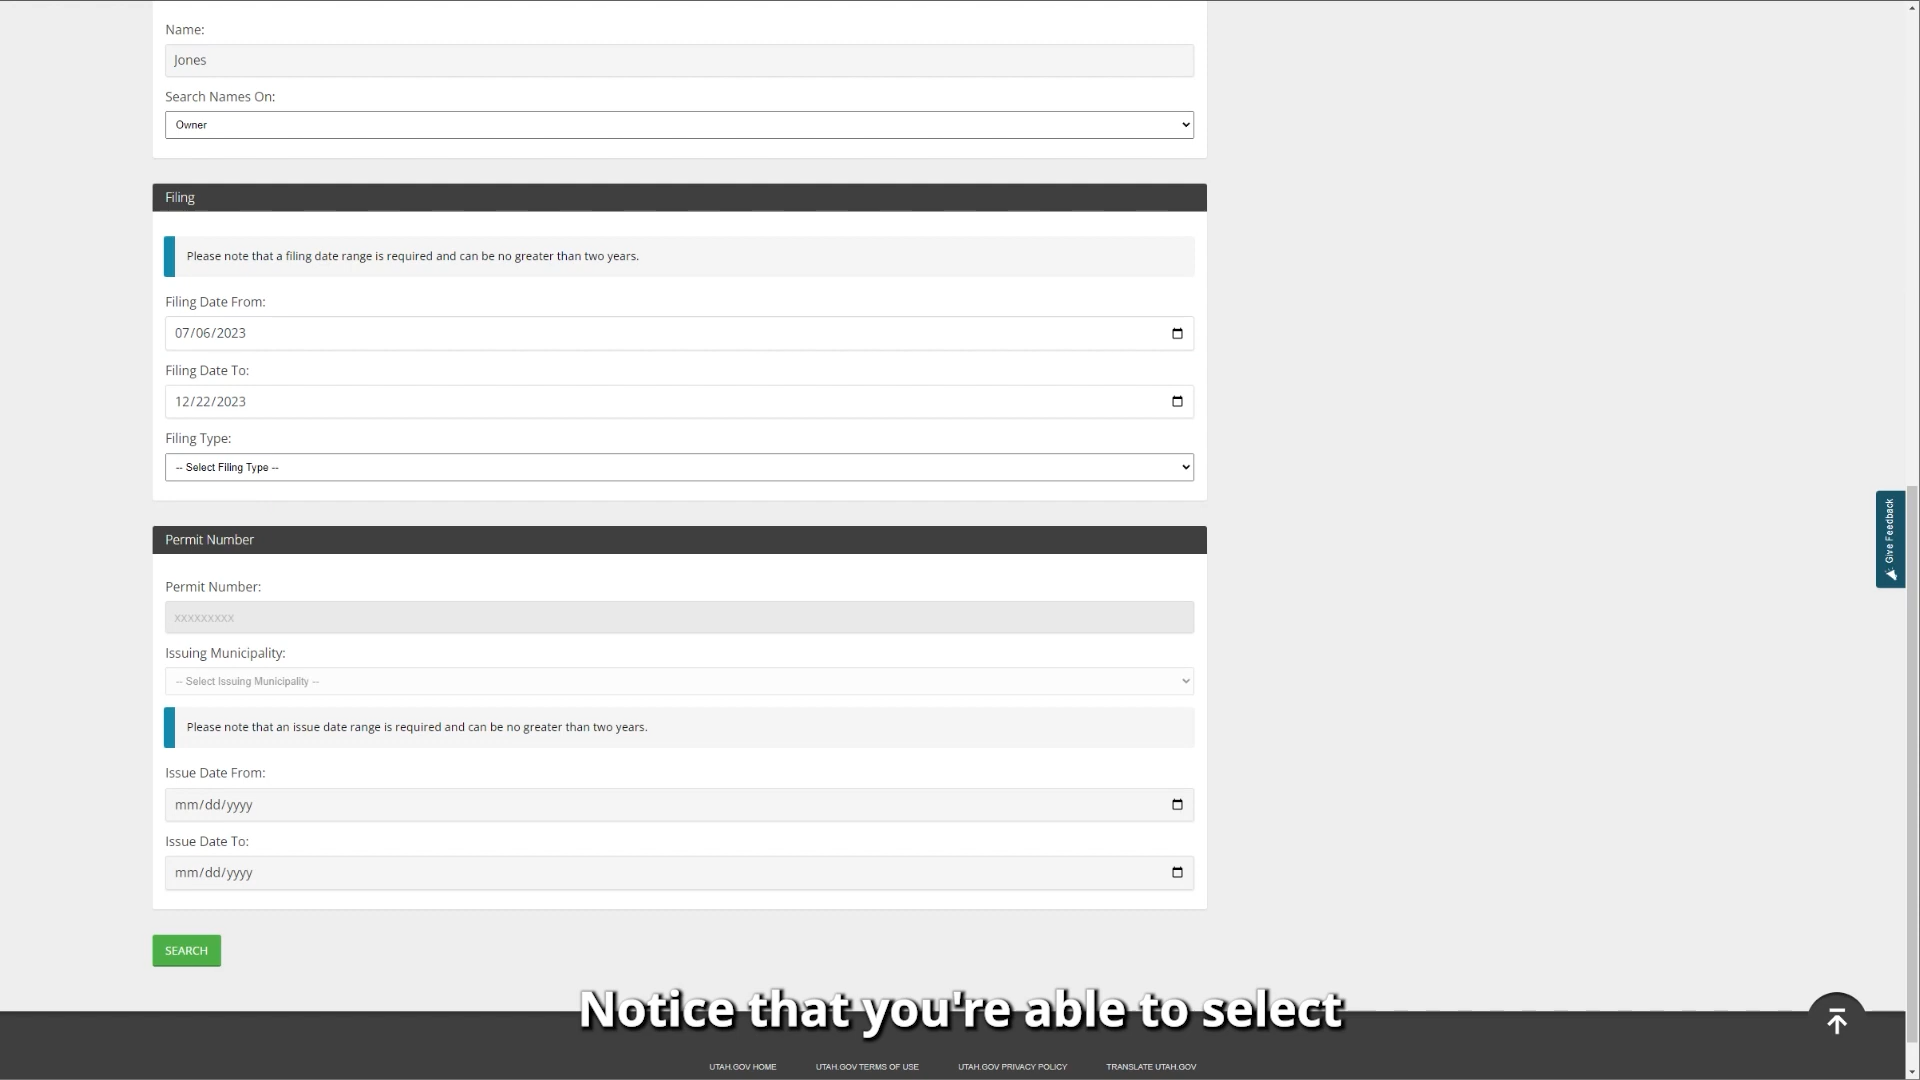 Name:
Jones
Search Names On:
Owner
Filing
Please note that a filing date range is required and can be no greater than two years.
Filing Date From:
07/06/2023
Filing Date To:
12/22/2023
Filing Type:
-- Select Filing Type --
Permit Number
Permit Number:
xxxxxxxxx
Issuing Municipality:
-- Select Issuing Municipality --
Please note that an issue date range is required and can be no greater than two years.
Issue Date From:
mm/dd/yyyy
Issue Date To:
mm/dd/yyyy
SEARCH
Give Feedback
Notice that you're able to select
UTAH.GOV HOME UTAH.GOV TERMS OF USE UTAH.GOV PRIVACY POLICY TRANSLATE UTAH.GOV